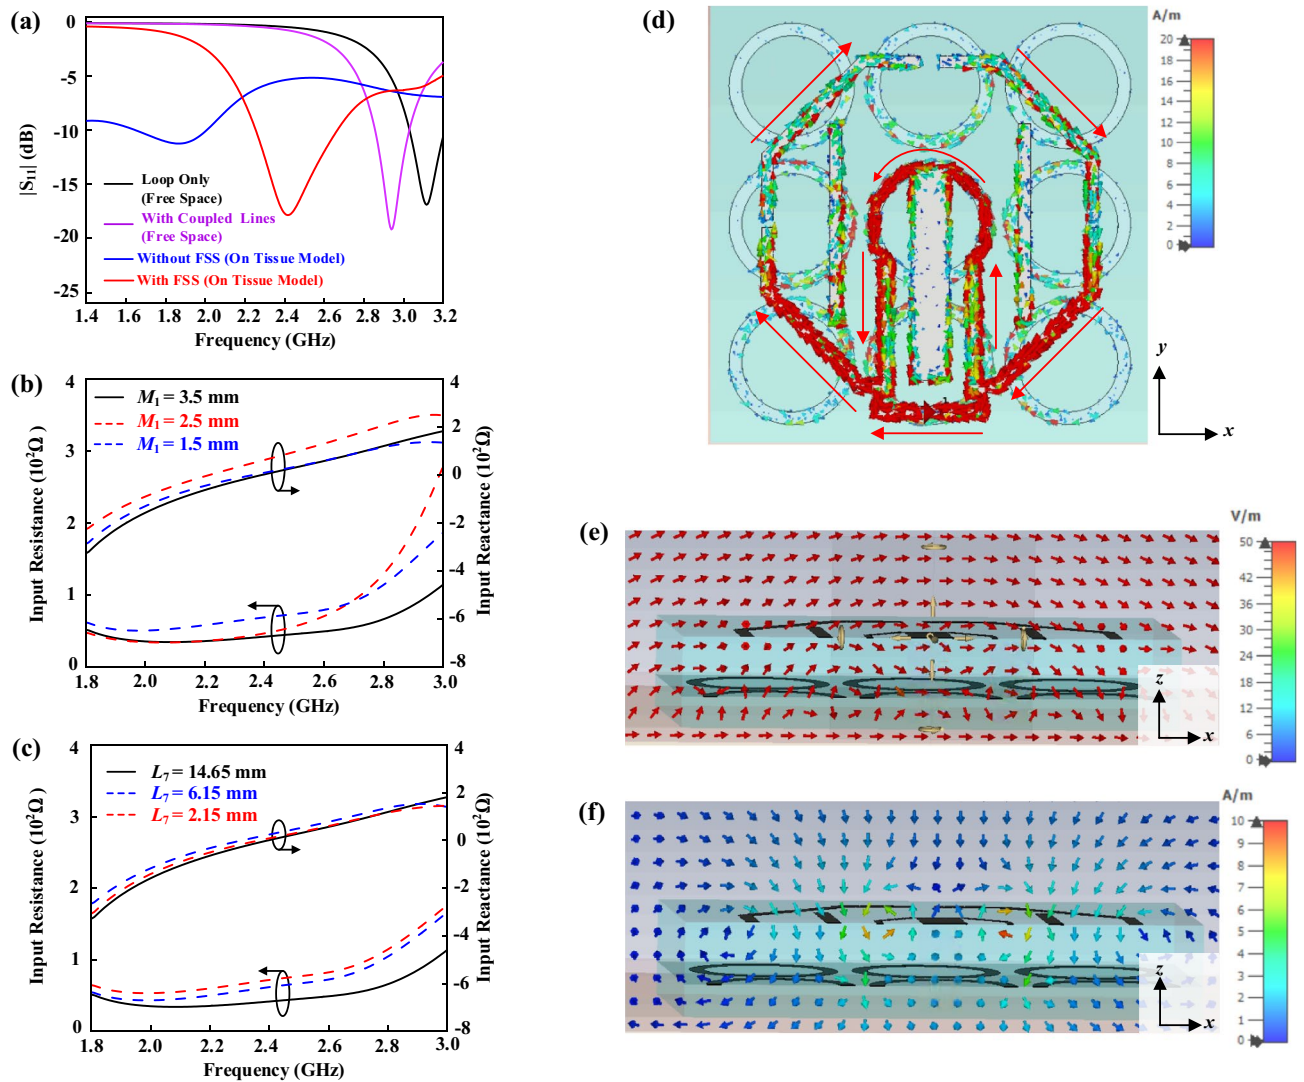 (a)
0
-5
-10
-15
-20
-25
|S11| (dB)
Loop Only
(Free Space)
With Coupled Lines
(Free Space)
Without FSS (On Tissue Model)
With FSS (On Tissue Model)
1.4 1.6 1.8 2.0 2.2 2.4 2.6 2.8 3.0 3.2
Frequency (GHz)
(b)
4
3
2
1
0
Input Resistance (10²Ω)
M1 = 3.5 mm
M1 = 2.5 mm
M1 = 1.5 mm
4
2
0
-2
-4
-6
-8
Input Reactance (10²Ω)
1.8 2.0 2.2 2.4 2.6 2.8 3.0
Frequency (GHz)
(c)
4
3
2
1
0
Input Resistance (10²Ω)
L7 = 14.65 mm
L7 = 6.15 mm
L7 = 2.15 mm
4
2
0
-2
-4
-6
-8
Input Reactance (10²Ω)
1.8 2.0 2.2 2.4 2.6 2.8 3.0
Frequency (GHz)
(d)
A/m
20
18
16
14
12
10
8
6
4
2
0
y
x
(e)
V/m
50
42
36
30
24
18
12
6
0
z
x
(f)
A/m
10
9
8
7
6
5
4
3
2
1
0
z
x